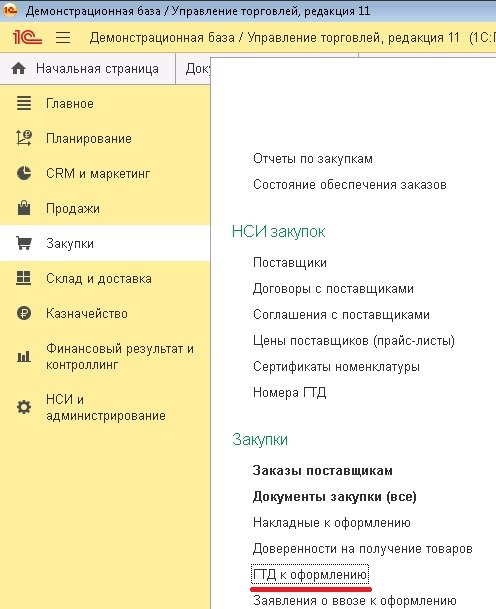 Демонстрационная база / Управление торговлей, редакция 11
1С Демонстрационная база / Управление торговлей, редакция 11 (1С:П
Начальная страница
Док
Главное
Планирование
CRM и маркетинг
Продажи
Закупки
Склад и доставка
Казначейство
Финансовый результат и
контроллинг
НСИ и
администрирование
Отчеты по закупкам
Состояние обеспечения заказов
НСИ закупок
Поставщики
Договоры с поставщиками
Соглашения с поставщиками
Цены поставщиков (прайс-листы)
Сертификаты номенклатуры
Номера ГТД
Закупки
Заказы поставщикам
Документы закупки (все)
Накладные к оформлению
Доверенности на получение товаров
ГТД к оформлению
Заявления о ввозе к оформлению